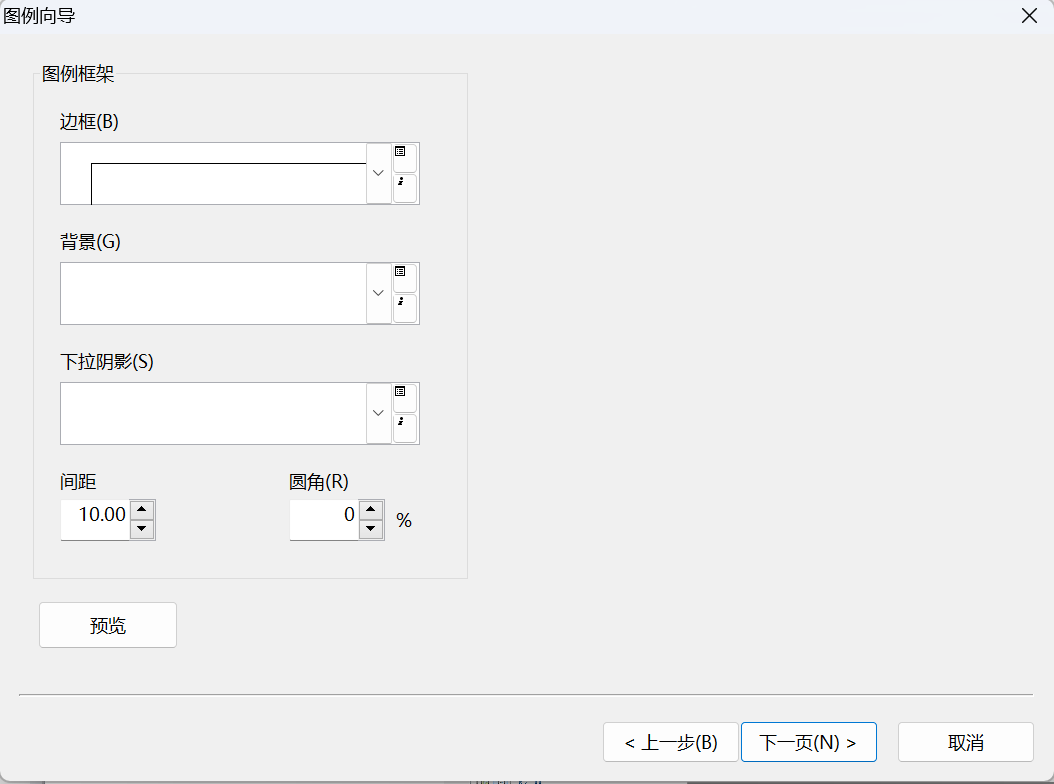 图例向导
图例框架
边框(B)
背景(G)
下拉阴影(S)
间距 圆角(R)
10.00 0 %
预览
< 上一步(B) 下一页(N) > 取消